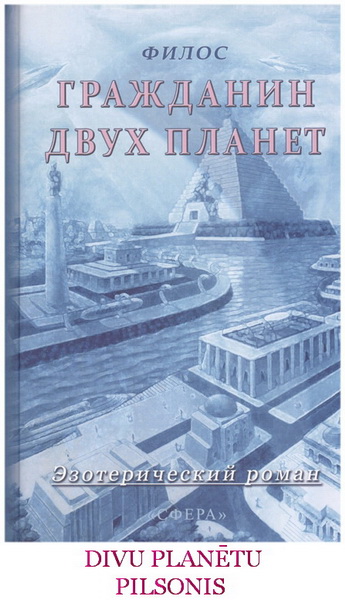 ФИЛОС
ГРАЖДАНИН
ДВУХ ПЛАНЕТ
Эзотерический роман
«СФЕРА»
DIVU PLANĒTU
PILSONIS